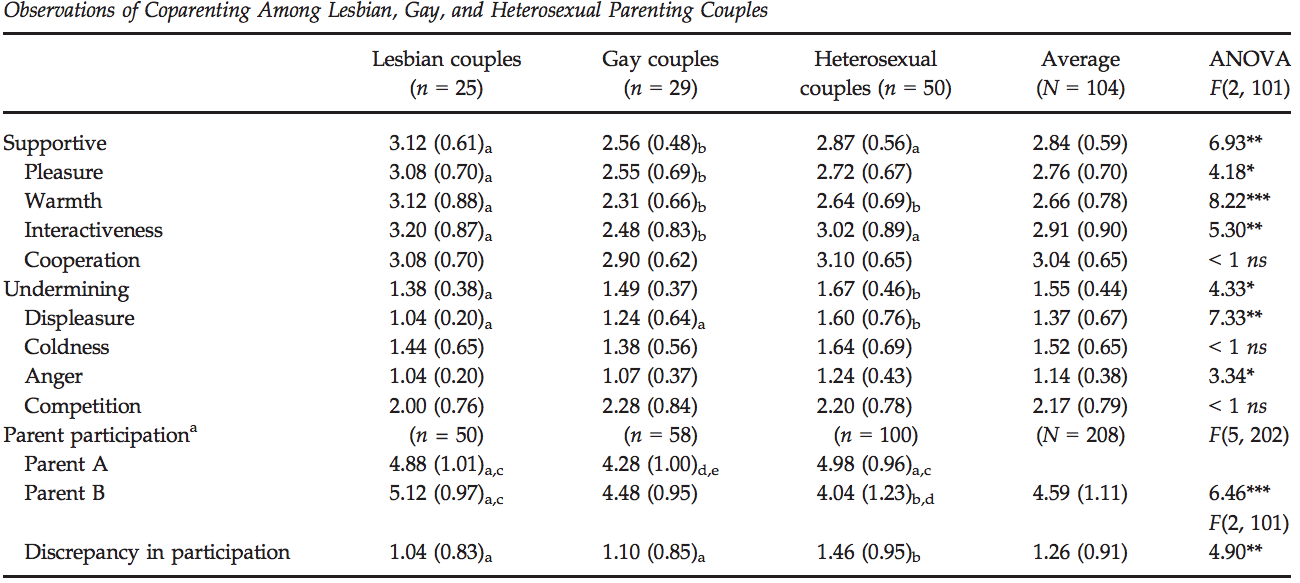 Observations of Coparenting Among Lesbian, Gay, and Heterosexual Parenting Couples
Lesbian couples Gay couples Heterosexual Average ANOVA
(n = 25) (n = 29) couples (n = 50) (N = 104) F(2, 101)
Supportive 3.12 (0.61)a 2.56 (0.48)b 2.87 (0.56)a 2.84 (0.59) 6.93**
Pleasure 3.08 (0.70)a 2.55 (0.69)b 2.72 (0.67) 2.76 (0.70) 4.18*
Warmth 3.12 (0.88)a 2.31 (0.66)b 2.64 (0.69)b 2.66 (0.78) 8.22***
Interactiveness 3.20 (0.87)a 2.48 (0.83)b 3.02 (0.89)a 2.91 (0.90) 5.30**
Cooperation 3.08 (0.70) 2.90 (0.62) 3.10 (0.65) 3.04 (0.65) < 1 ns
Undermining 1.38 (0.38)a 1.49 (0.37) 1.67 (0.46)b 1.55 (0.44) 4.33*
Displeasure 1.04 (0.20)a 1.24 (0.64)a 1.60 (0.76)b 1.37 (0.67) 7.33**
Coldness 1.44 (0.65) 1.38 (0.56) 1.64 (0.69) 1.52 (0.65) < 1 ns
Anger 1.04 (0.20) 1.07 (0.37) 1.24 (0.43) 1.14 (0.38) 3.34*
Competition 2.00 (0.76) 2.28 (0.84) 2.20 (0.78) 2.17 (0.79) < 1 ns
Parent participationa (n = 50) (n = 58) (n = 100) (N = 208) F(5, 202)
Parent A 4.88 (1.01)a,c 4.28 (1.00)d,e 4.98 (0.96)a,c
Parent B 5.12 (0.97)a,c 4.48 (0.95) 4.04 (1.23)b,d 4.59 (1.11) 6.46***
F(2, 101)
Discrepancy in participation 1.04 (0.83)a 1.10 (0.85)a 1.46 (0.95)b 1.26 (0.91) 4.90**